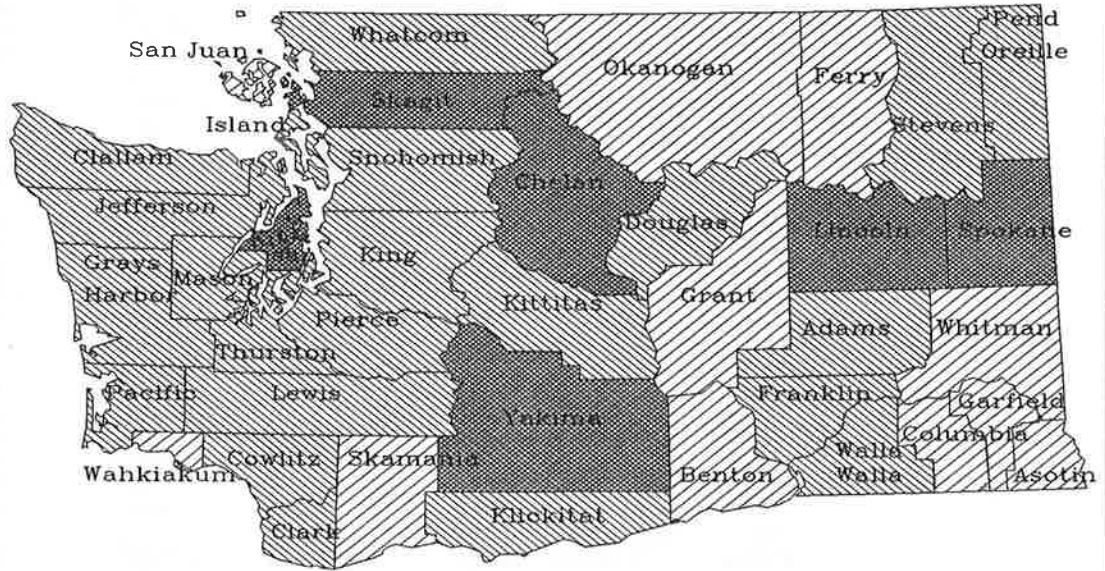 Whatcom
Pend
Oreille
San Juan
Okanogan
Ferry
Skagit
Island
Stevens
Snohomish
Clallam
Chelan
Jefferson
Douglas
Lincoln
Spokane
King
Grays
Harbor
Mason
Kittitas
Grant
Pierce
Adams
Whitman
Thurston
Pacific
Lewis
Franklin
Garfield
Yakima
Columbia
Wahkiakum
Cowlitz
Skamania
Benton
Walla
Walla
Asotin
Klickitat
Clark